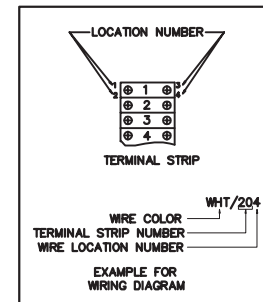 LOCATION NUMBER
1 ⊕ 1 ⊕ 3
2 ⊕ 2 ⊕ 4
⊕ 3 ⊕
⊕ 4 ⊕
TERMINAL STRIP
WHT/204
WIRE COLOR
TERMINAL STRIP NUMBER
WIRE LOCATION NUMBER
EXAMPLE FOR
WIRING DIAGRAM